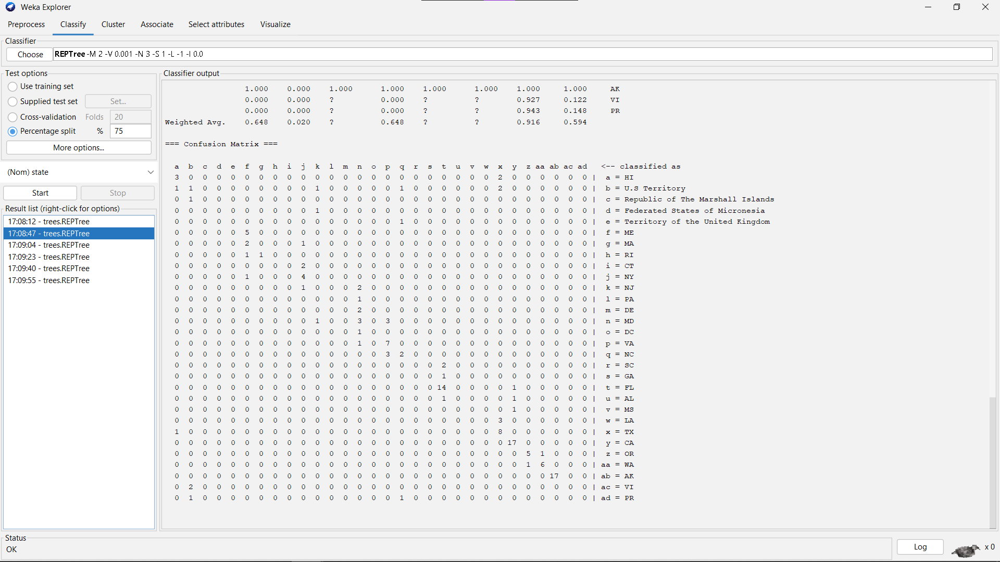 Weka Explorer
Preprocess Classify Cluster Associate Select attributes Visualize
Classifier
Choose REPTree -M 2 -V 0.001 -N 3 -S 1 -L -1 -I 0.0
Test options
Use training set
Supplied test set Set...
Cross-validation Folds 20
Percentage split % 75
More options...
(Nom) state
Start Stop
Result list (right-click for options)
17:08:12 - trees.REPTree
17:08:47 - trees.REPTree
17:09:04 - trees.REPTree
17:09:23 - trees.REPTree
17:09:40 - trees.REPTree
17:09:55 - trees.REPTree
Classifier output
1.000 0.000 1.000 1.000 1.000 1.000 1.000 1.000 AK
0.000 0.000 ? 0.000 ? ? 0.927 0.122 VI
0.000 0.000 ? 0.000 ? ? 0.943 0.148 PR
Weighted Avg. 0.648 0.020 ? 0.648 ? ? 0.916 0.594
=== Confusion Matrix ===
a b c d e f g h i j k l m n o p q r s t u v w x y z aa ab ac ad <-- classified as
3 0 0 0 0 0 0 0 0 0 0 0 0 0 0 0 0 0 0 0 0 0 0 2 0 0 0 0 0 0 | a = HI
1 1 0 0 0 0 0 0 0 0 1 0 0 0 0 0 1 0 0 0 0 0 0 2 0 0 0 0 0 0 | b = U.S Territory
0 1 0 0 0 0 0 0 0 0 0 0 0 0 0 0 0 0 0 0 0 0 0 0 0 0 0 0 0 0 | c = Republic of The Marshall Islands
0 0 0 0 0 0 0 0 0 0 1 0 0 0 0 0 0 0 0 0 0 0 0 0 0 0 0 0 0 0 | d = Federated States of Micronesia
0 0 0 0 0 0 0 0 0 0 0 0 0 0 0 0 1 0 0 0 0 0 0 0 0 0 0 0 0 0 | e = Territory of the United Kingdom
0 0 0 0 0 5 0 0 0 0 0 0 0 0 0 0 0 0 0 0 0 0 0 0 0 0 0 0 0 0 | f = ME
0 0 0 0 0 2 0 0 0 1 0 0 0 0 0 0 0 0 0 0 0 0 0 0 0 0 0 0 0 0 | g = MA
0 0 0 0 0 1 1 0 0 0 0 0 0 0 0 0 0 0 0 0 0 0 0 0 0 0 0 0 0 0 | h = RI
0 0 0 0 0 0 0 0 0 2 0 0 0 0 0 0 0 0 0 0 0 0 0 0 0 0 0 0 0 0 | i = CT
0 0 0 0 0 1 0 0 0 4 0 0 0 0 0 0 0 0 0 0 0 0 0 0 0 0 0 0 0 0 | j = NY
0 0 0 0 0 0 0 0 0 1 0 0 0 2 0 0 0 0 0 0 0 0 0 0 0 0 0 0 0 0 | k = NJ
0 0 0 0 0 0 0 0 0 0 0 0 0 1 0 0 0 0 0 0 0 0 0 0 0 0 0 0 0 0 | l = PA
0 0 0 0 0 0 0 0 0 0 0 0 0 2 0 0 0 0 0 0 0 0 0 0 0 0 0 0 0 0 | m = DE
0 0 0 0 0 0 0 0 0 0 1 0 0 3 0 3 0 0 0 0 0 0 0 0 0 0 0 0 0 0 | n = MD
0 0 0 0 0 0 0 0 0 0 0 0 0 1 0 0 0 0 0 0 0 0 0 0 0 0 0 0 0 0 | o = DC
0 0 0 0 0 0 0 0 0 0 0 0 0 1 0 7 0 0 0 0 0 0 0 0 0 0 0 0 0 0 | p = VA
0 0 0 0 0 0 0 0 0 0 0 0 0 0 0 3 2 0 0 0 0 0 0 0 0 0 0 0 0 0 | q = NC
0 0 0 0 0 0 0 0 0 0 0 0 0 0 0 0 0 0 0 2 0 0 0 0 0 0 0 0 0 0 | r = SC
0 0 0 0 0 0 0 0 0 0 0 0 0 0 0 0 0 0 0 1 0 0 0 0 0 0 0 0 0 0 | s = GA
0 0 0 0 0 0 0 0 0 0 0 0 0 0 0 0 0 0 0 14 0 0 0 0 1 0 0 0 0 0 | t = FL
0 0 0 0 0 0 0 0 0 0 0 0 0 0 0 0 0 0 0 1 0 0 0 0 1 0 0 0 0 0 | u = AL
0 0 0 0 0 0 0 0 0 0 0 0 0 0 0 0 0 0 0 0 0 0 0 0 1 0 0 0 0 0 | v = MS
0 0 0 0 0 0 0 0 0 0 0 0 0 0 0 0 0 0 0 0 0 0 0 3 0 0 0 0 0 0 | w = LA
1 0 0 0 0 0 0 0 0 0 0 0 0 0 0 0 0 0 0 0 0 0 0 8 0 0 0 0 0 0 | x = TX
0 0 0 0 0 0 0 0 0 0 0 0 0 0 0 0 0 0 0 0 0 0 0 0 17 0 0 0 0 0 | y = CA
0 0 0 0 0 0 0 0 0 0 0 0 0 0 0 0 0 0 0 0 0 0 0 0 0 5 1 0 0 0 | z = OR
0 0 0 0 0 0 0 0 0 0 0 0 0 0 0 0 0 0 0 0 0 0 0 0 0 1 6 0 0 0 | aa = WA
0 0 0 0 0 0 0 0 0 0 0 0 0 0 0 0 0 0 0 0 0 0 0 0 0 0 0 17 0 0 | ab = AK
0 2 0 0 0 0 0 0 0 0 0 0 0 0 0 0 0 0 0 0 0 0 0 0 0 0 0 0 0 0 | ac = VI
0 1 0 0 0 0 0 0 0 0 0 0 0 0 0 0 1 0 0 0 0 0 0 0 0 0 0 0 0 0 | ad = PR
Status
OK
Log x 0